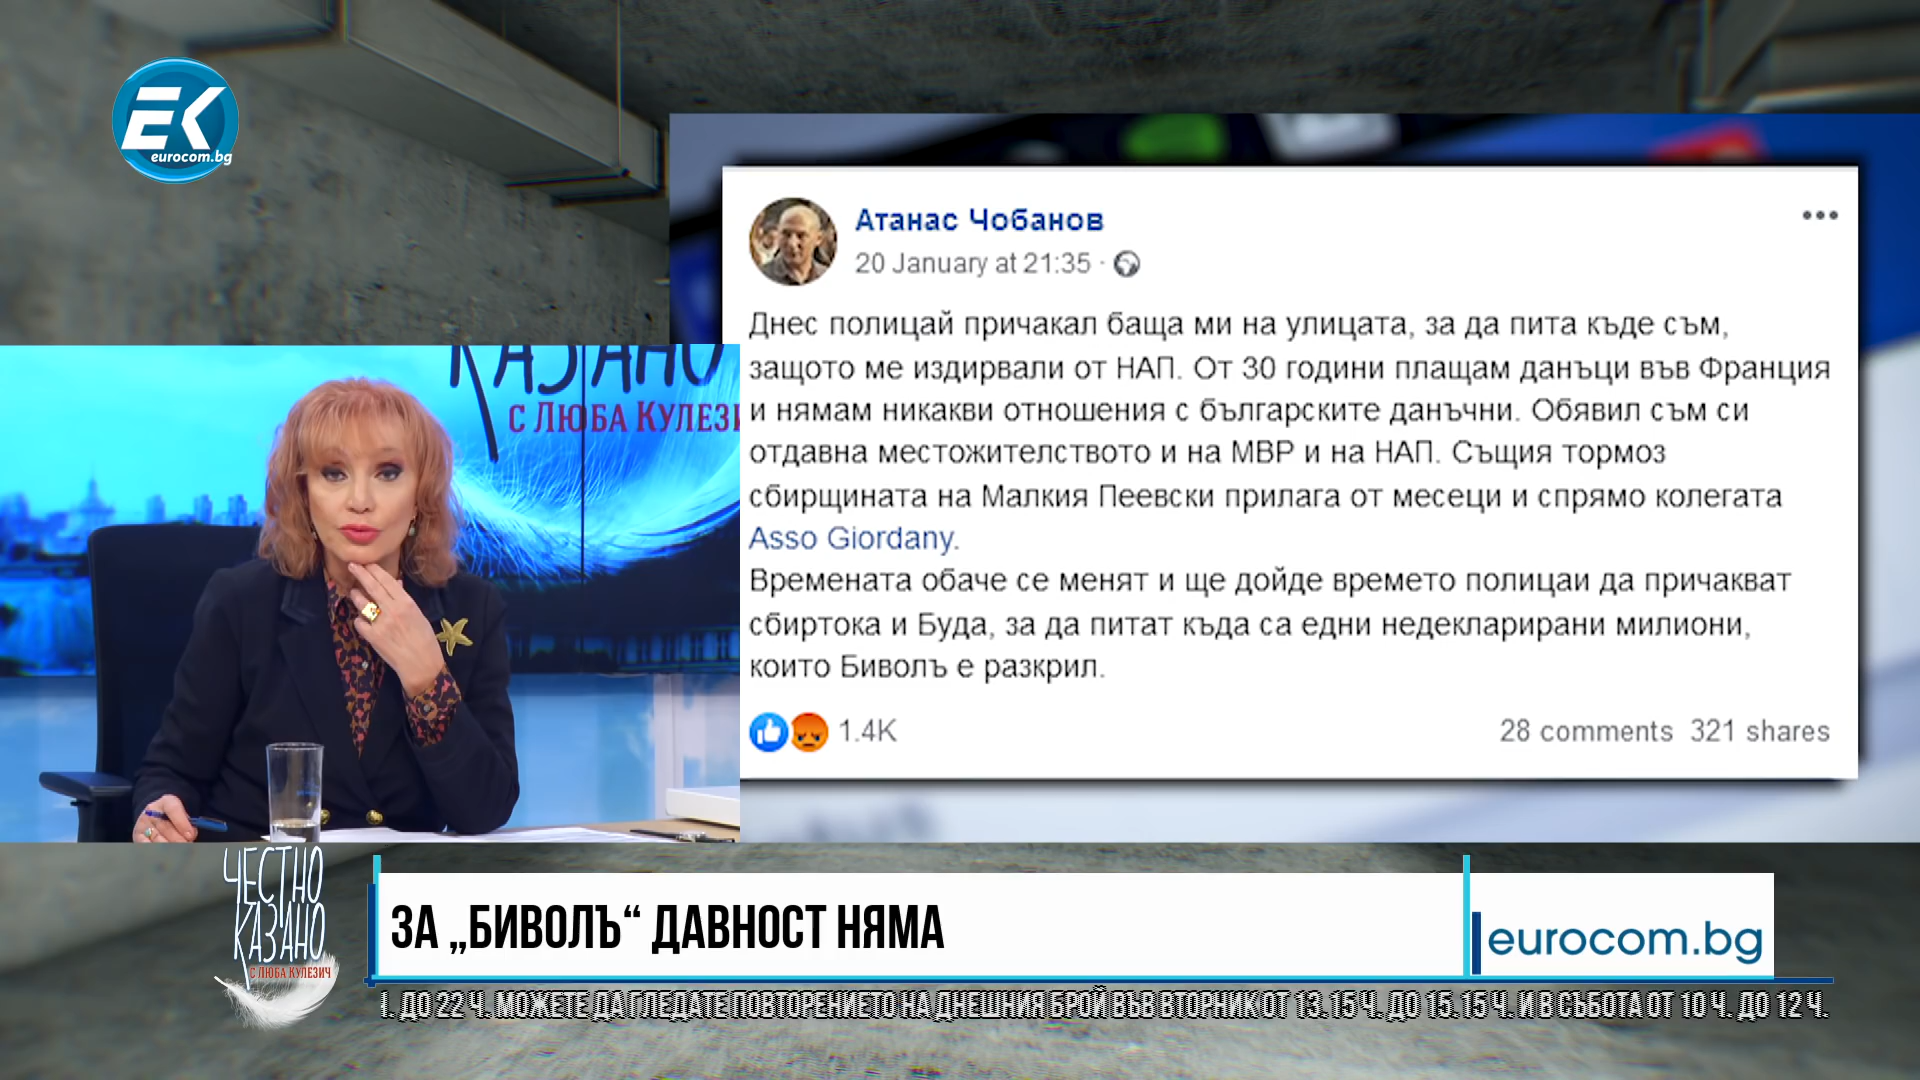 EK
eurocom.bg
Атанас Чобанов
20 January at 21:35 ·
Днес полицай причакал баща ми на улицата, за да пита къде съм,
защото ме издирвали от НАП. От 30 години плащам данъци във Франция
и нямам никакви отношения с българските данъчни. Обявил съм си
отдавна местожителството и на МВР и на НАП. Същия тормоз
сбирщината на Малкия Пеевски прилага от месеци и спрямо колегата
Asso Giordany.
Времената обаче се менят и ще дойде времето полицаи да причакват
сбиртока и Буда, за да питат къда са едни недекларирани милиони,
които Биволъ е разкрил.
1.4K
28 comments 321 shares
КАЗАНО
С ЛЮБА КУЛЕЗИ
ЧЕСТНО
КАЗАНО
С ЛЮБА КУЛЕЗИЧ
ЗА „БИВОЛЪ“ ДАВНОСТ НЯМА
eurocom.bg
ДО 22 Ч. МОЖЕТЕ ДА ГЛЕДАТЕ ПОВТОРЕНИЕТО НА ДНЕШНИЯ БРОЙ ВЪВ ВТОРНИК ОТ 13.15 Ч. ДО 15.15 Ч. И В СЪБОТА ОТ 10 Ч. ДО 12 Ч.